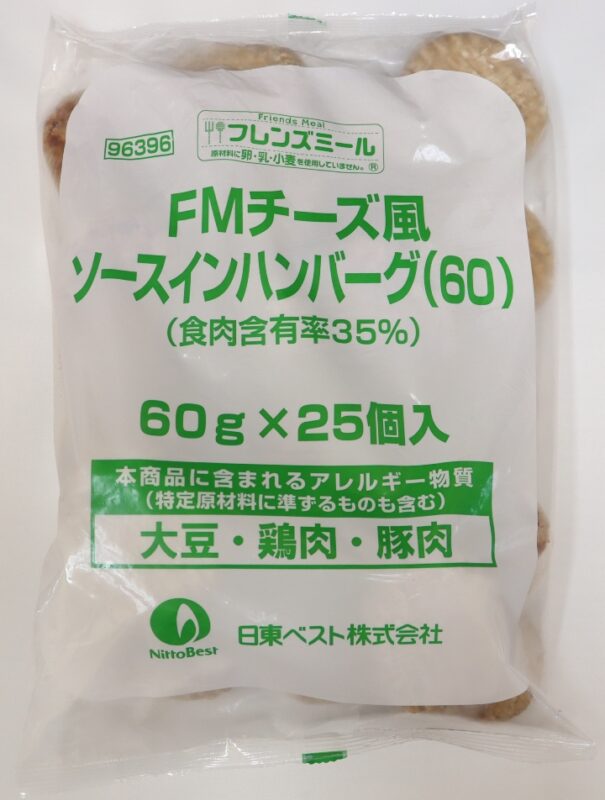 Friends Meal
フレンズミール
原材料に卵・乳・小麦を使用していません。®
96396
FMチーズ風
ソースインハンバーグ(60)
(食肉含有率35%)
60g×25個入
本商品に含まれるアレルギー物質
(特定原材料に準ずるものも含む)
大豆・鶏肉・豚肉
NittoBest
日東ベスト株式会社